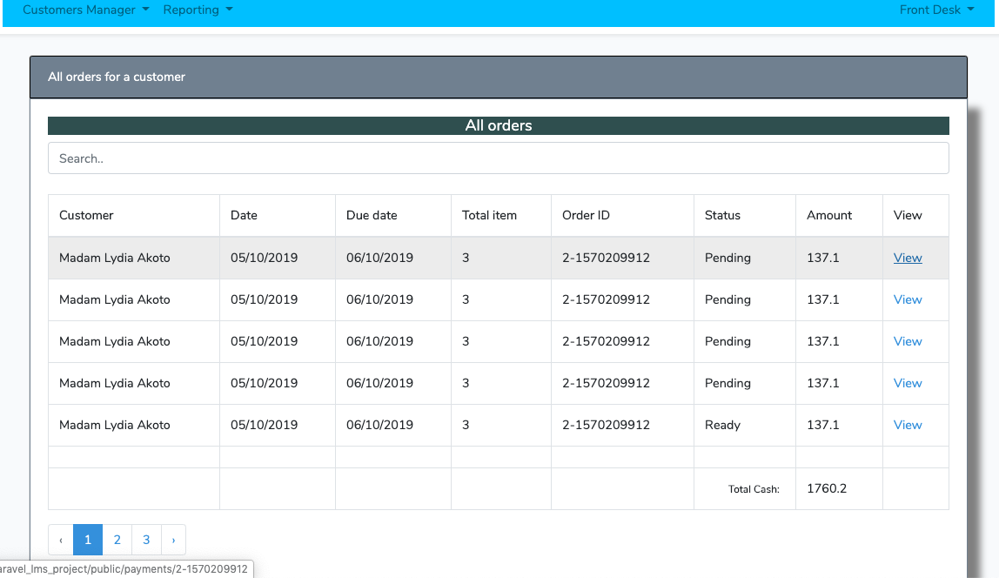 Customers Manager Reporting Front Desk
All orders for a customer
All orders
Search..
Customer Date Due date Total item Order ID Status Amount View
Madam Lydia Akoto 05/10/2019 06/10/2019 3 2-1570209912 Pending 137.1 View
Madam Lydia Akoto 05/10/2019 06/10/2019 3 2-1570209912 Pending 137.1 View
Madam Lydia Akoto 05/10/2019 06/10/2019 3 2-1570209912 Pending 137.1 View
Madam Lydia Akoto 05/10/2019 06/10/2019 3 2-1570209912 Pending 137.1 View
Madam Lydia Akoto 05/10/2019 06/10/2019 3 2-1570209912 Ready 137.1 View
Total Cash: 1760.2
‹ 1 2 3 ›
aravel_lms_project/public/payments/2-1570209912